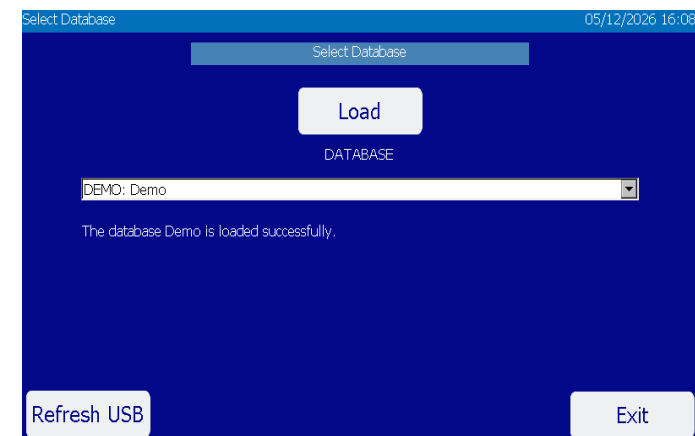 Select Database 05/12/2026 16:08
Select Database
Load
DATABASE
DEMO: Demo
The database Demo is loaded successfully.
Refresh USB Exit